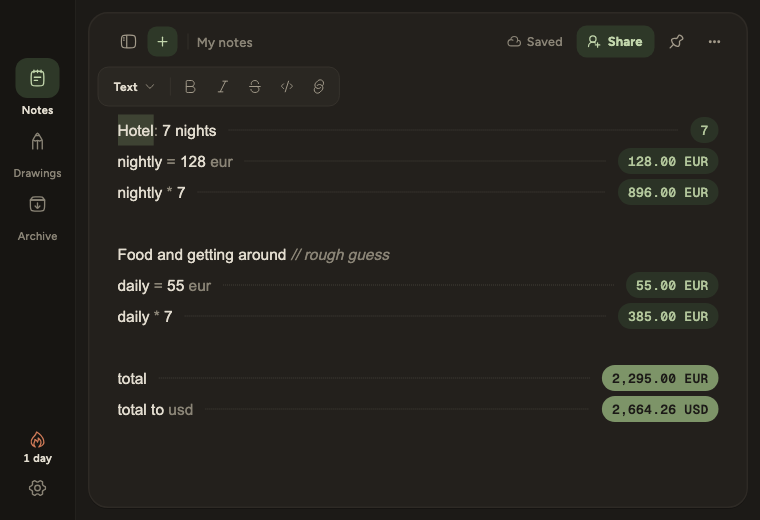 My notes
Saved
Share
Text
Notes
Drawings
Archive
Hotel: 7 nights 7
nightly = 128 eur 128.00 EUR
nightly * 7 896.00 EUR
Food and getting around // rough guess
daily = 55 eur 55.00 EUR
daily * 7 385.00 EUR
total 2,295.00 EUR
total to usd 2,664.26 USD
1 day